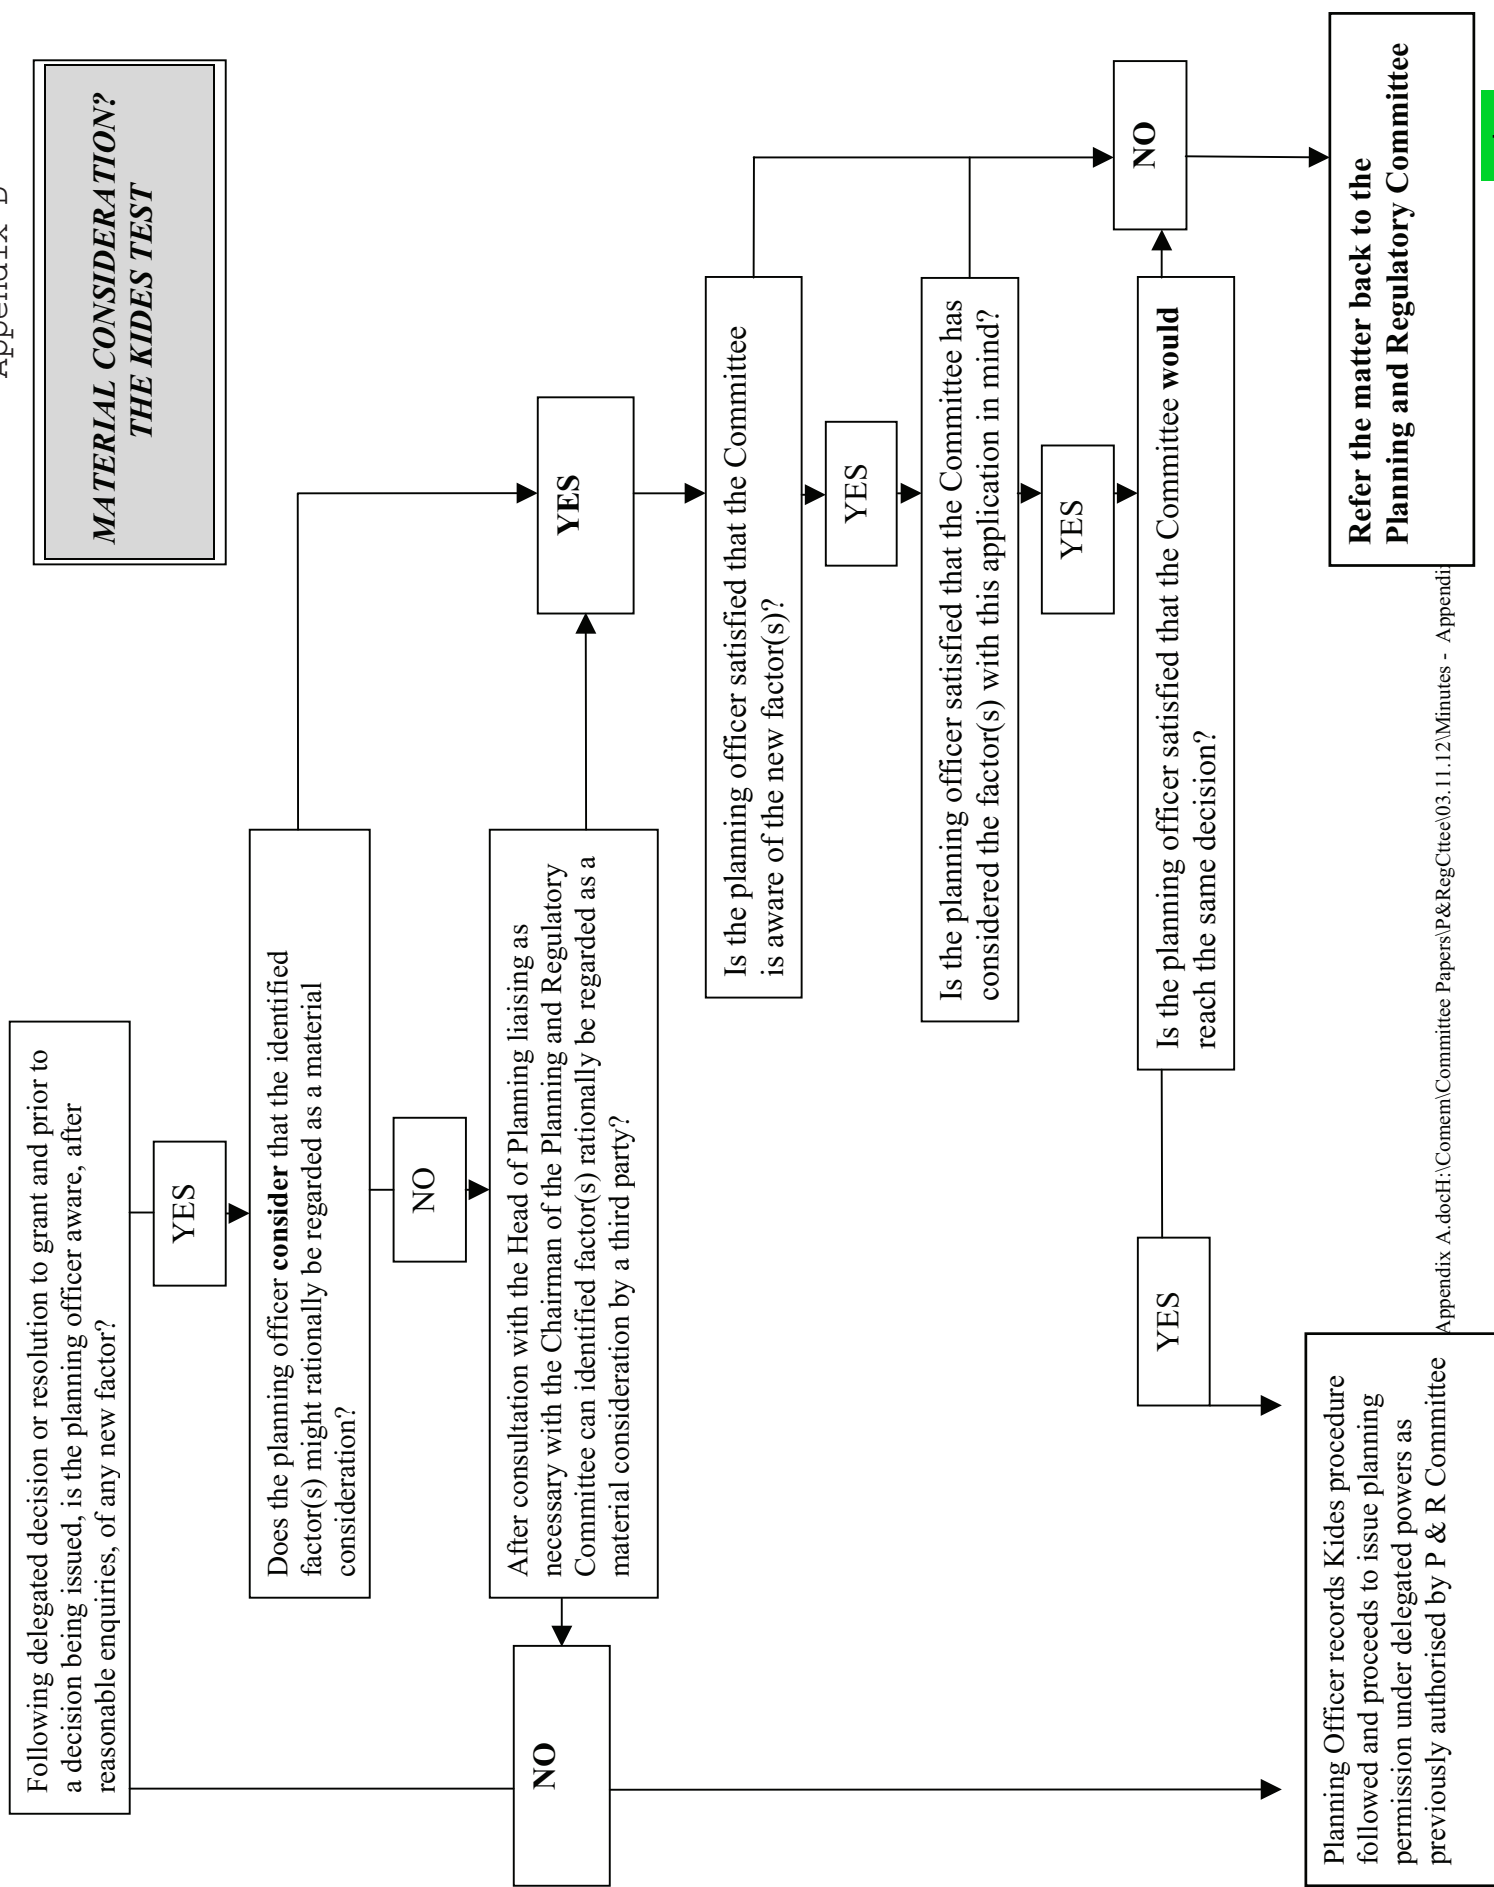 Appendix B
MATERIAL CONSIDERATION?
THE KIDES TEST
Following delegated decision or resolution to grant and prior to
a decision being issued, is the planning officer aware, after
reasonable enquiries, of any new factor?
YES
Does the planning officer consider that the identified
factor(s) might rationally be regarded as a material
consideration?
NO
After consultation with the Head of Planning liaising as
necessary with the Chairman of the Planning and Regulatory
Committee can identified factor(s) rationally be regarded as a
material consideration by a third party?
NO
YES
Is the planning officer satisfied that the Committee
is aware of the new factor(s)?
YES
Is the planning officer satisfied that the Committee has
considered the factor(s) with this application in mind?
YES
Is the planning officer satisfied that the Committee would
reach the same decision?
YES
NO
Planning Officer records Kides procedure
followed and proceeds to issue planning
permission under delegated powers as
previously authorised by P & R Committee
Refer the matter back to the
Planning and Regulatory Committee
Appendix A.docH:\Comem\Committee Papers\P&RegCttee\03.11.12\Minutes - Appendi